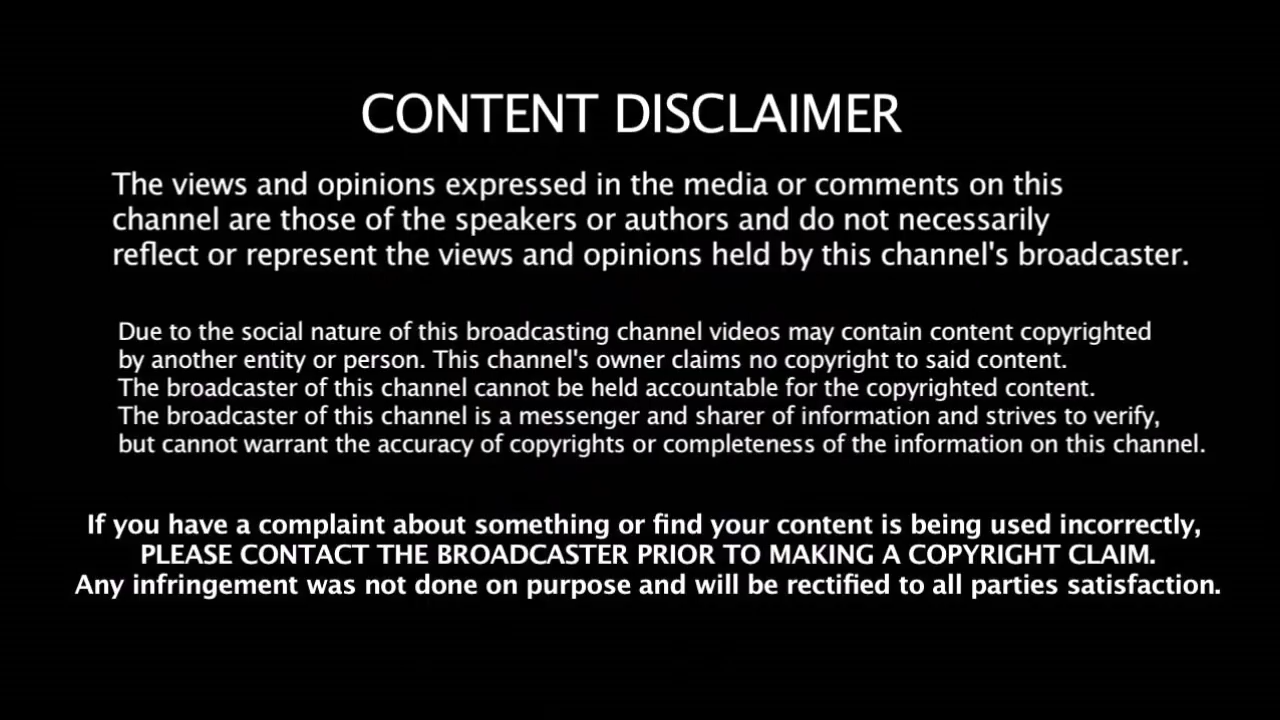 CONTENT DISCLAIMER
The views and opinions expressed in the media or comments on this
channel are those of the speakers or authors and do not necessarily
reflect or represent the views and opinions held by this channel's broadcaster.
Due to the social nature of this broadcasting channel videos may contain content copyrighted
by another entity or person. This channel's owner claims no copyright to said content.
The broadcaster of this channel cannot be held accountable for the copyrighted content.
The broadcaster of this channel is a messenger and sharer of information and strives to verify,
but cannot warrant the accuracy of copyrights or completeness of the information on this channel.
If you have a complaint about something or find your content is being used incorrectly,
PLEASE CONTACT THE BROADCASTER PRIOR TO MAKING A COPYRIGHT CLAIM.
Any infringement was not done on purpose and will be rectified to all parties satisfaction.